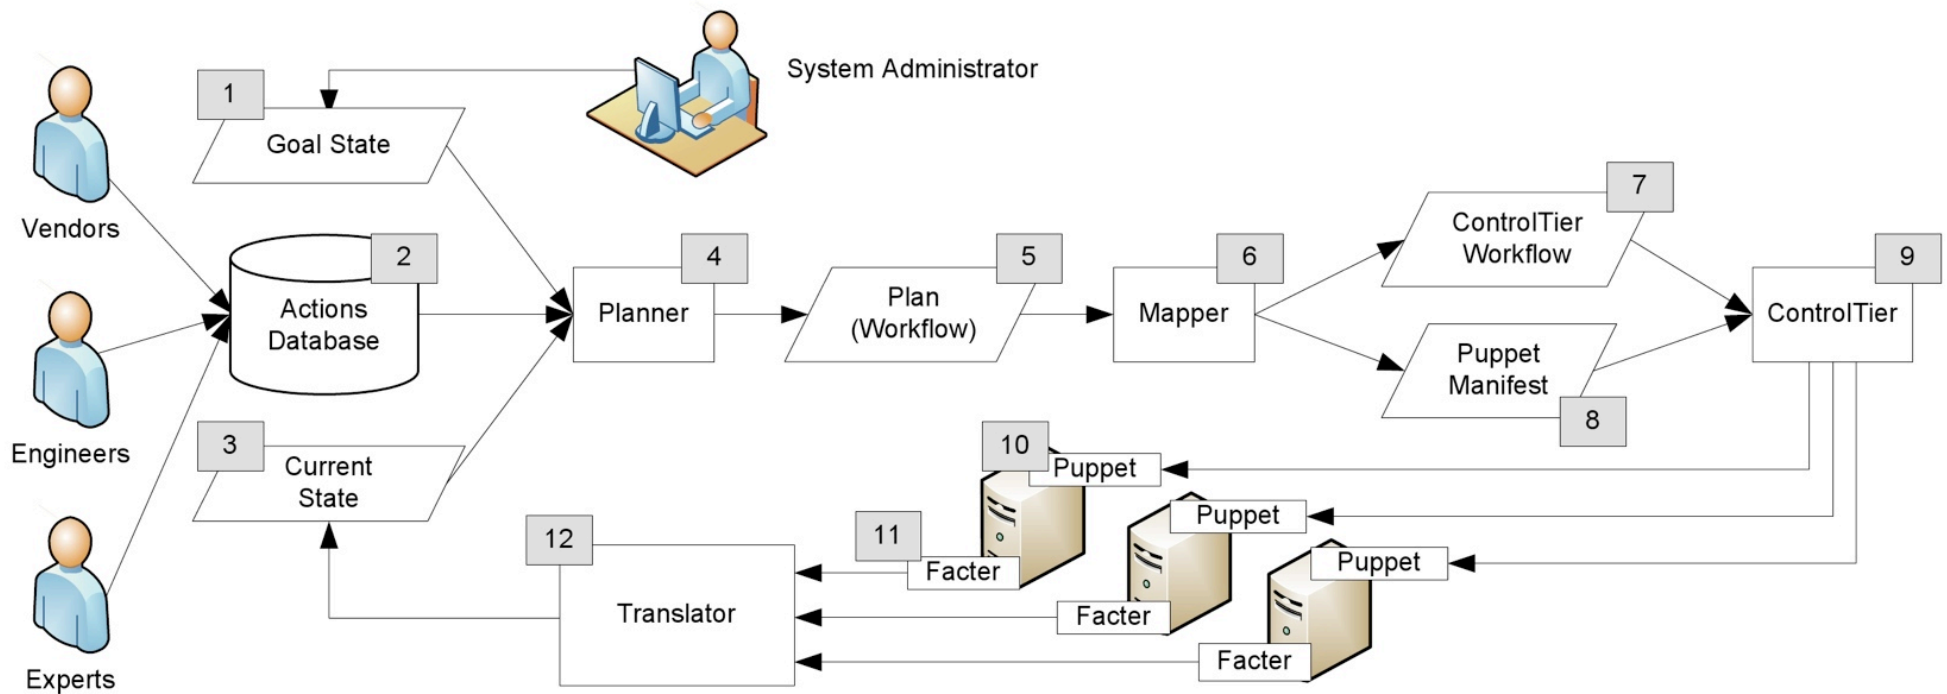 System Administrator
1
Goal State
Vendors
2
Actions
Database
Engineers
3
Current
State
Experts
4
Planner
5
Plan
(Workflow)
6
Mapper
7
ControlTier
Workflow
Puppet
Manifest
8
9
ControlTier
10
Puppet
Puppet
Puppet
11
Facter
Facter
Facter
12
Translator